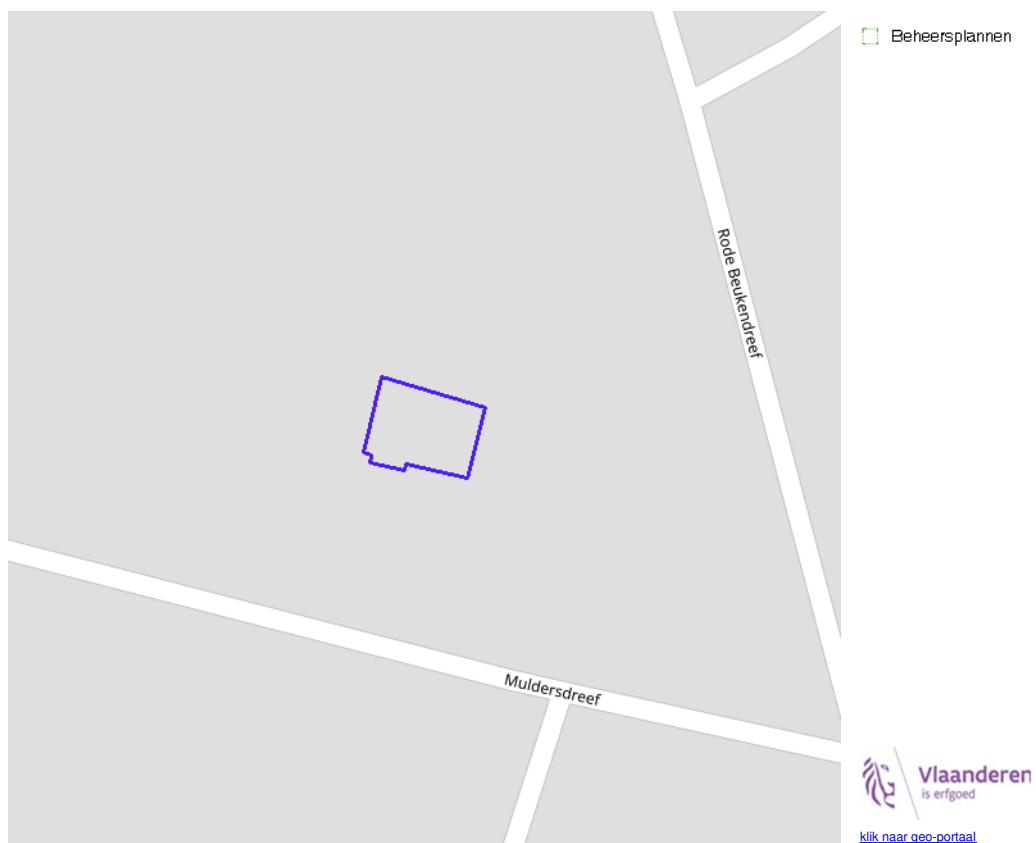 Beheersplannen
Rode Beukendreef
Muldersdreef
Vlaanderen
is erfgoed
klik naar geo-portaal